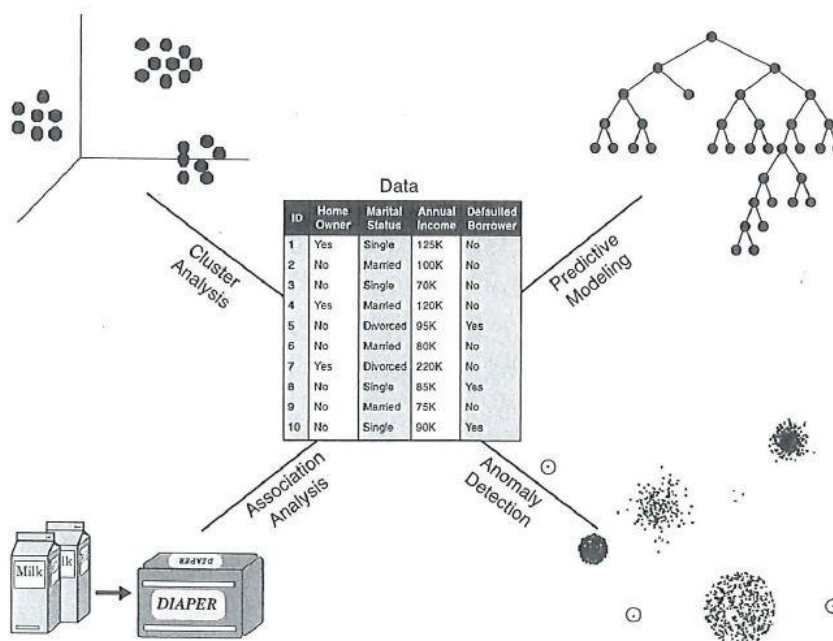 Data
ID Home Owner Marital Status Annual Income Defaulted Borrower
1 Yes Single 125K No
2 No Married 100K No
3 No Single 70K No
4 Yes Married 120K No
5 No Divorced 95K Yes
6 No Married 80K No
7 Yes Divorced 220K No
8 No Single 85K Yes
9 No Married 75K No
10 No Single 90K Yes
Cluster
Analysis
Predictive
Modeling
Association
Analysis
Anomaly
Detection
Milk
lk
DIAPER
DIAPER